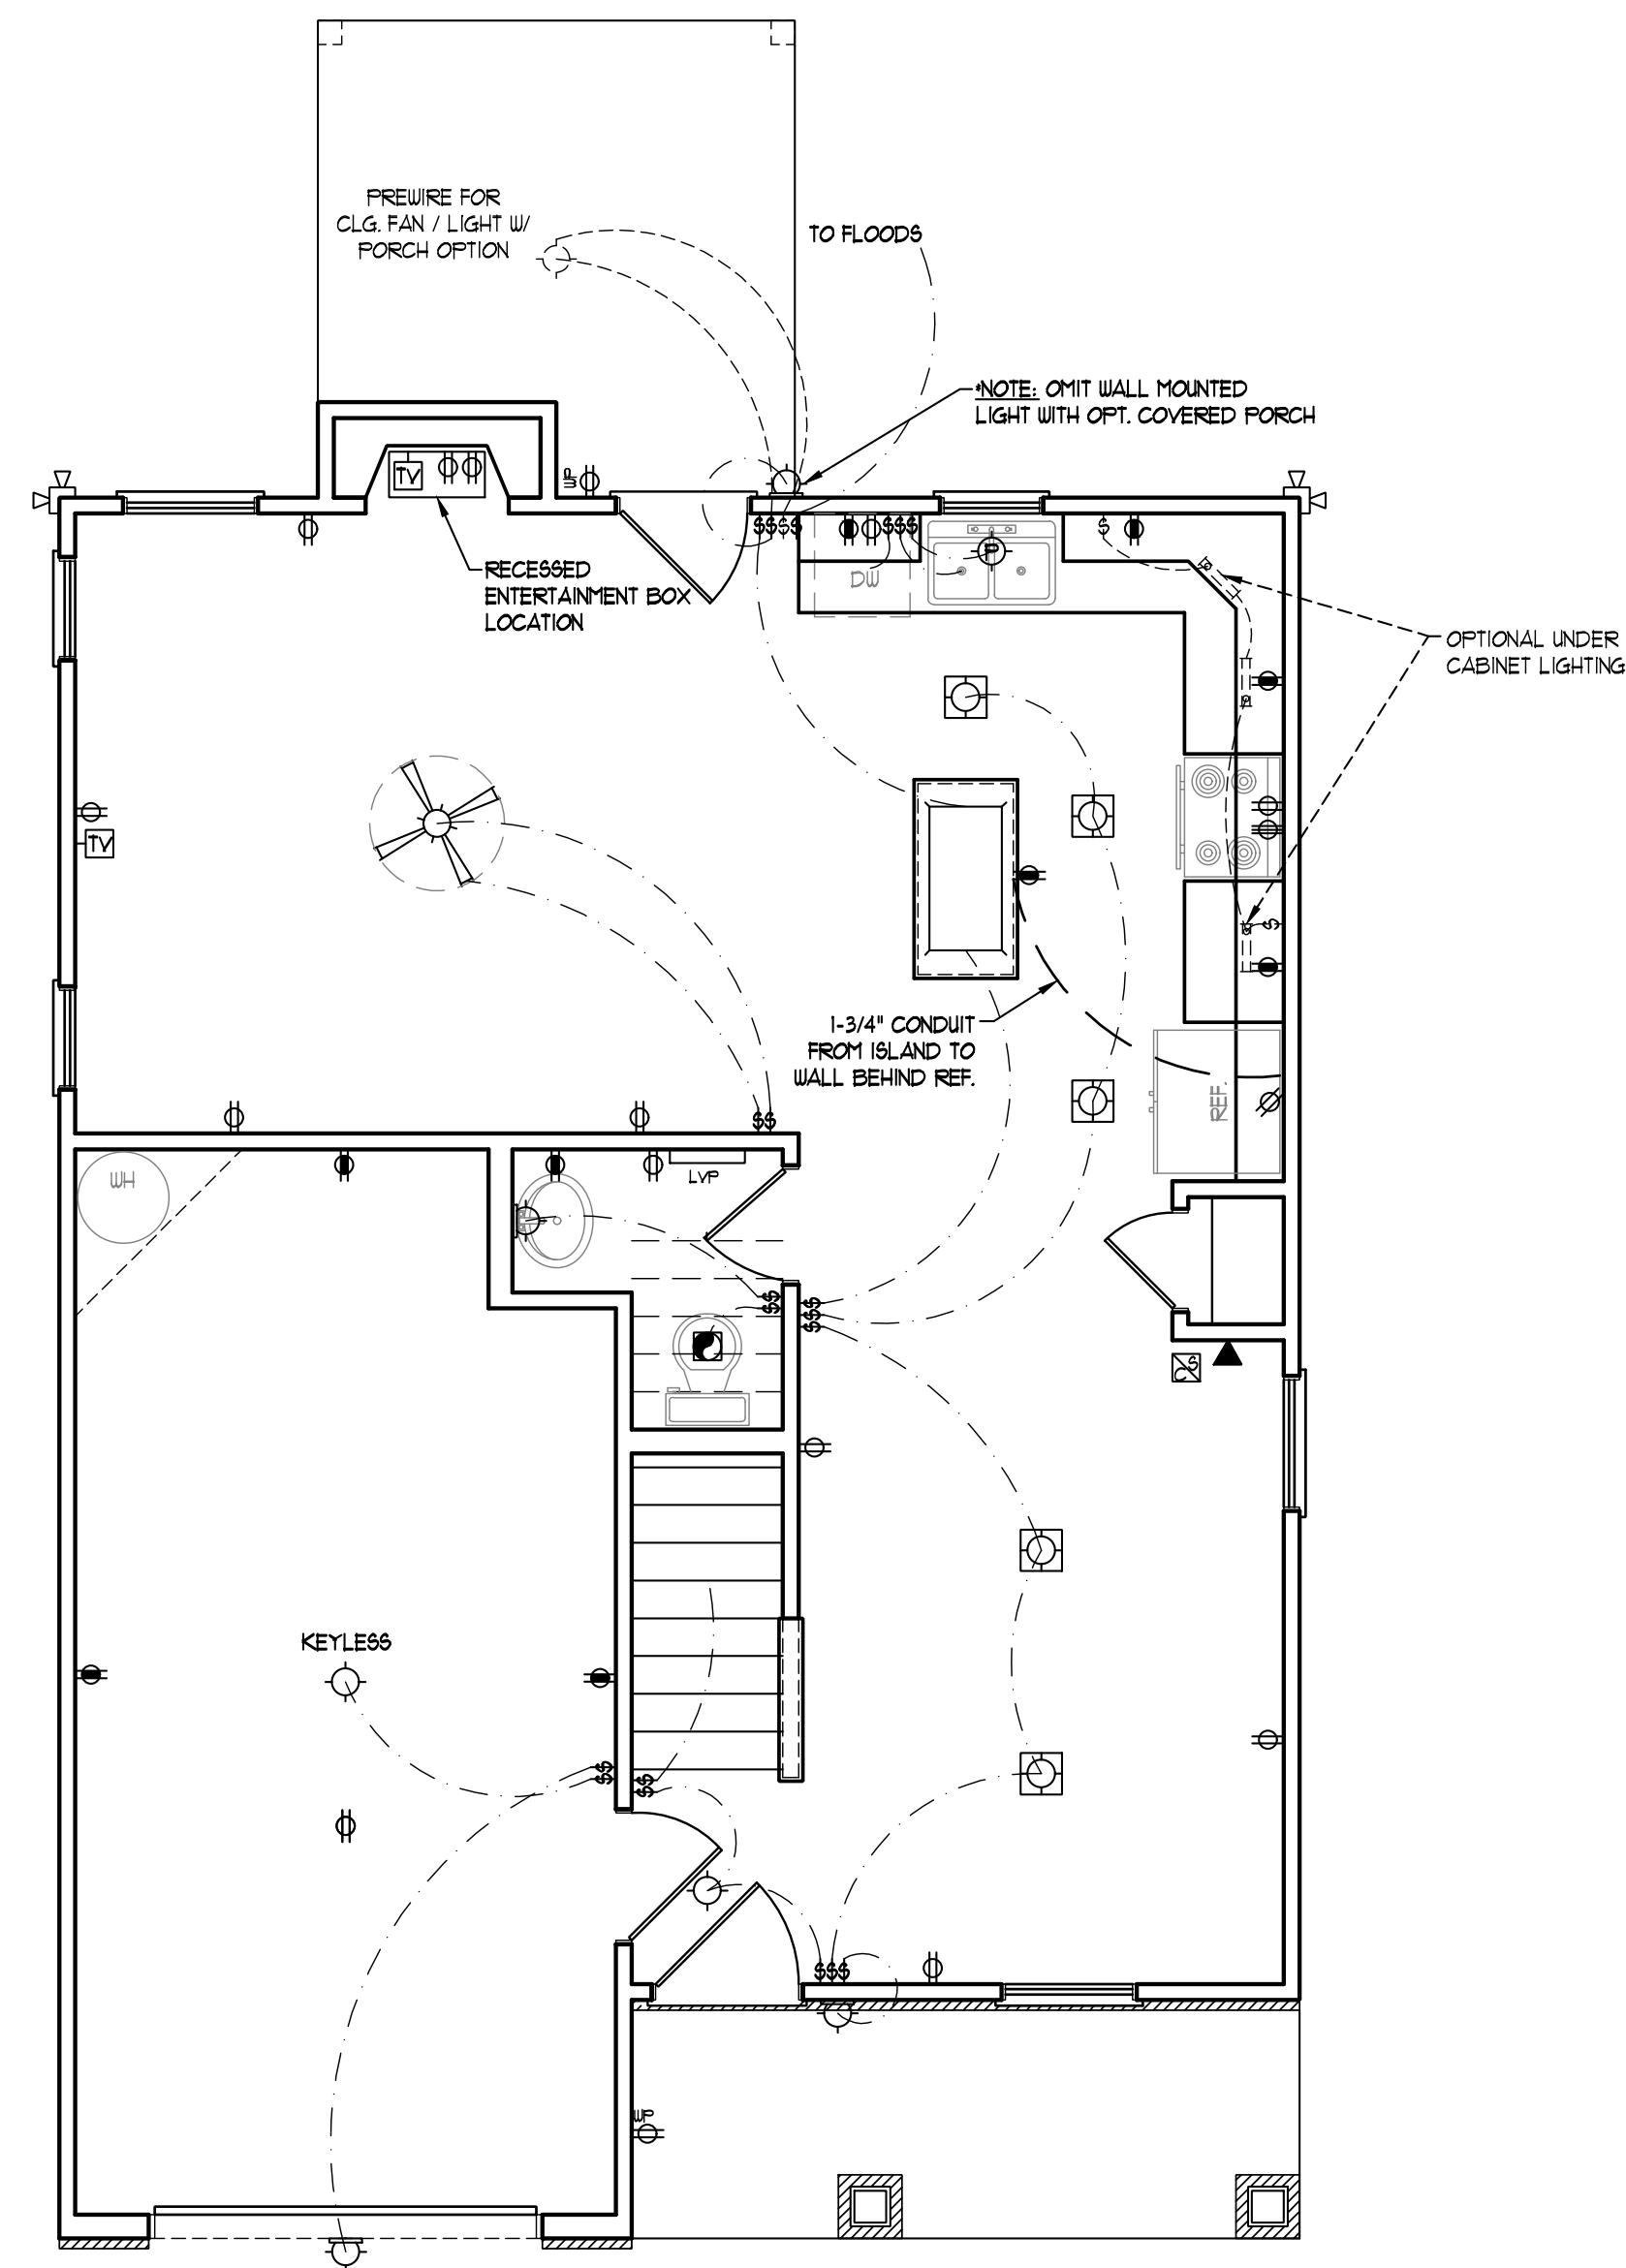 PREWIRE FOR
CLG. FAN / LIGHT W/
PORCH OPTION
TO FLOODS
*NOTE: OMIT WALL MOUNTED
LIGHT WITH OPT. COVERED PORCH
TV
WP
RECESSED
ENTERTAINMENT BOX
LOCATION
$$$$
$$$
$
DW
P
OPTIONAL UNDER
CABINET LIGHTING
TV
$
1-3/4" CONDUIT
FROM ISLAND TO
WALL BEHIND REF.
REF.
$$
WH
LVP
$$
$$$
CS
KEYLESS
$$
$$
$$$
WP